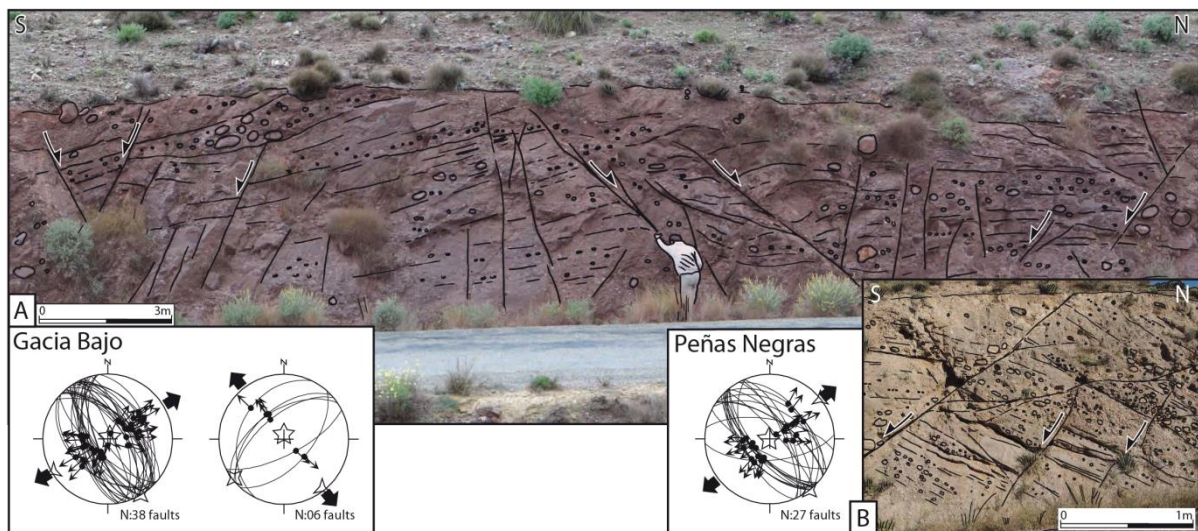 S N
A
0 3m
Gacia Bajo
N
N:38 faults
N
N:06 faults
Peñas Negras
N
N:27 faults
S N
B
0 1m